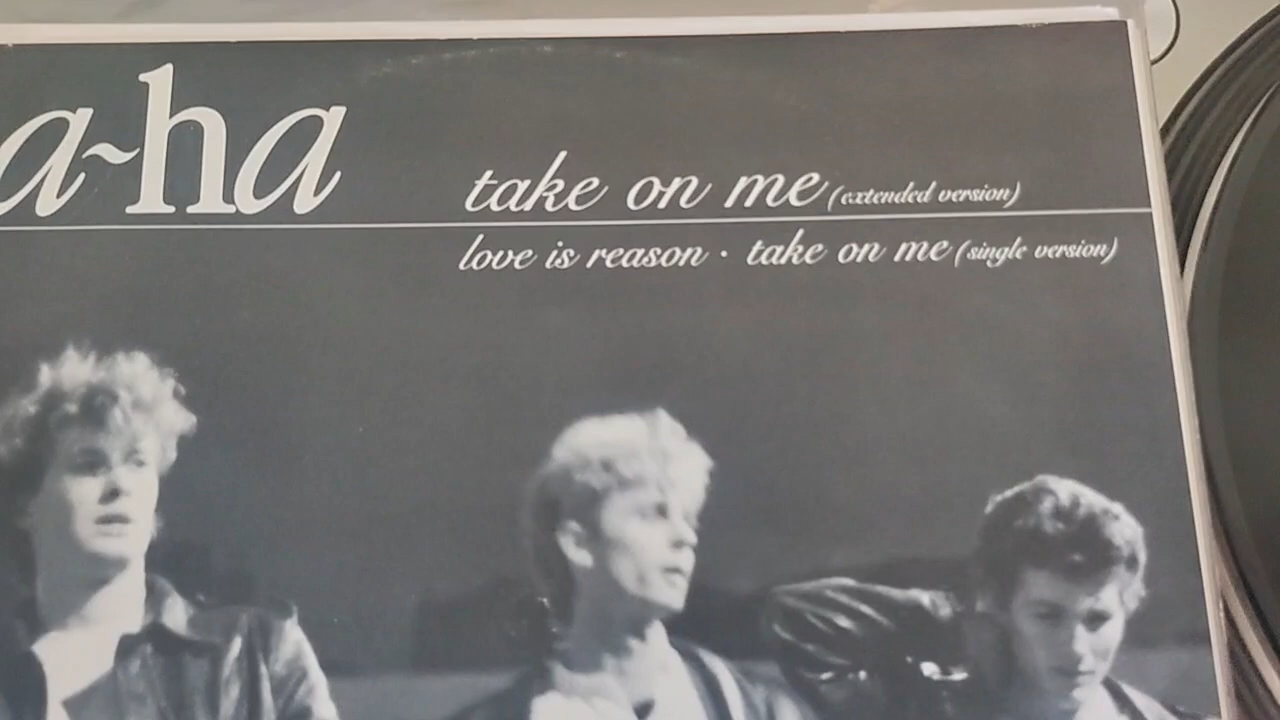 a-ha
take on me (extended version)
love is reason · take on me (single version)